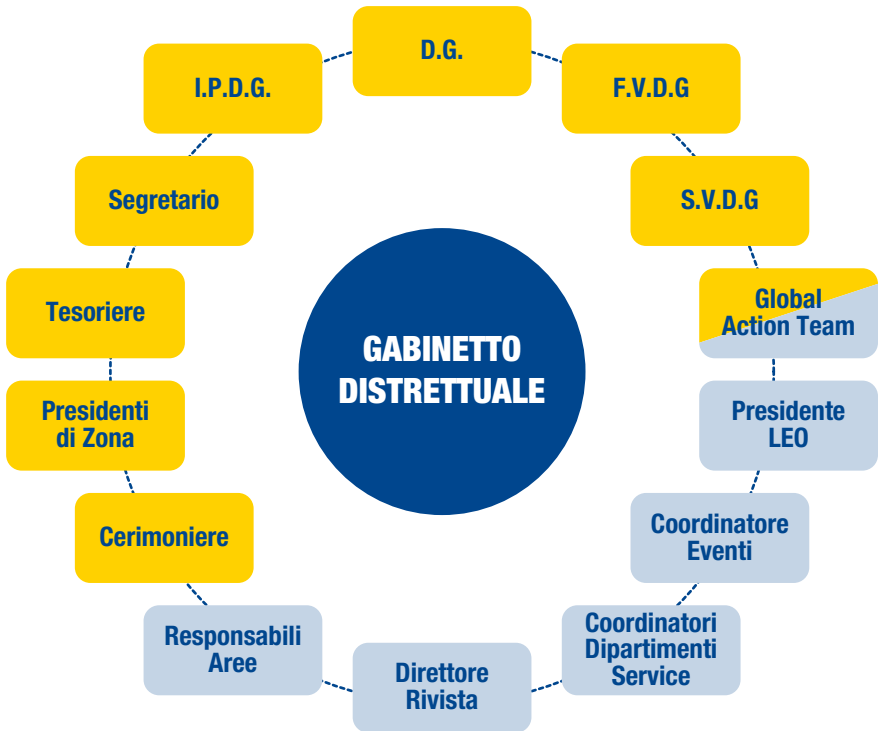 D.G.
I.P.D.G.
F.V.D.G
Segretario
S.V.D.G
Tesoriere
Global
Action Team
GABINETTO
DISTRETTUALE
Presidenti
di Zona
Presidente
LEO
Cerimoniere
Coordinatore
Eventi
Responsabili
Aree
Direttore
Rivista
Coordinatori
Dipartimenti
Service